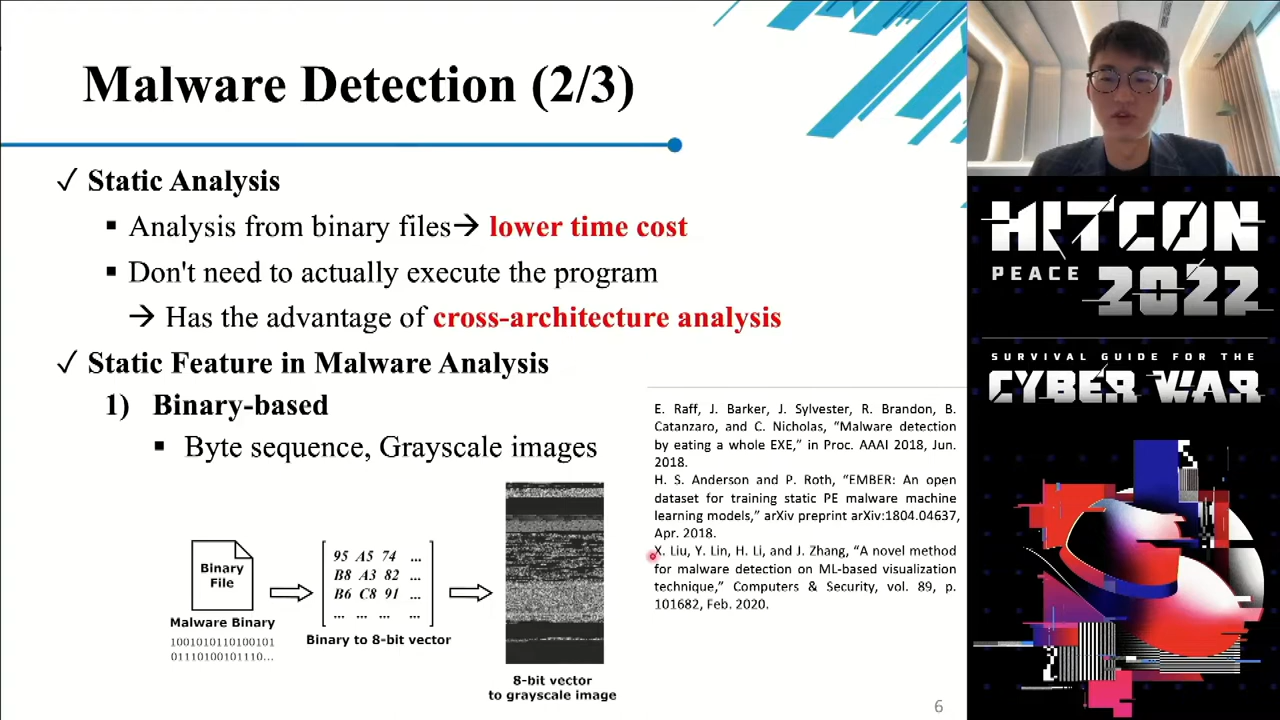 Malware Detection (2/3)
✓ Static Analysis
▪ Analysis from binary files→ lower time cost
▪ Don't need to actually execute the program
→ Has the advantage of cross-architecture analysis
✓ Static Feature in Malware Analysis
1) Binary-based
▪ Byte sequence, Grayscale images
Binary
File
Malware Binary
1001010110100101
01110100101110...
95 A5 74 ...
B8 A3 82 ...
B6 C8 91 ...
... ... ... ...
Binary to 8-bit vector
8-bit vector
to grayscale image
E. Raff, J. Barker, J. Sylvester, R. Brandon, B.
Catanzaro, and C. Nicholas, “Malware detection
by eating a whole EXE,” in Proc. AAAI 2018, Jun.
2018.
H. S. Anderson and P. Roth, “EMBER: An open
dataset for training static PE malware machine
learning models,” arXiv preprint arXiv:1804.04637,
Apr. 2018.
X. Liu, Y. Lin, H. Li, and J. Zhang, “A novel method
for malware detection on ML-based visualization
technique,” Computers & Security, vol. 89, p.
101682, Feb. 2020.
6
HITCON
PEACE 2022
SURVIVAL GUIDE FOR THE
CYBER WAR